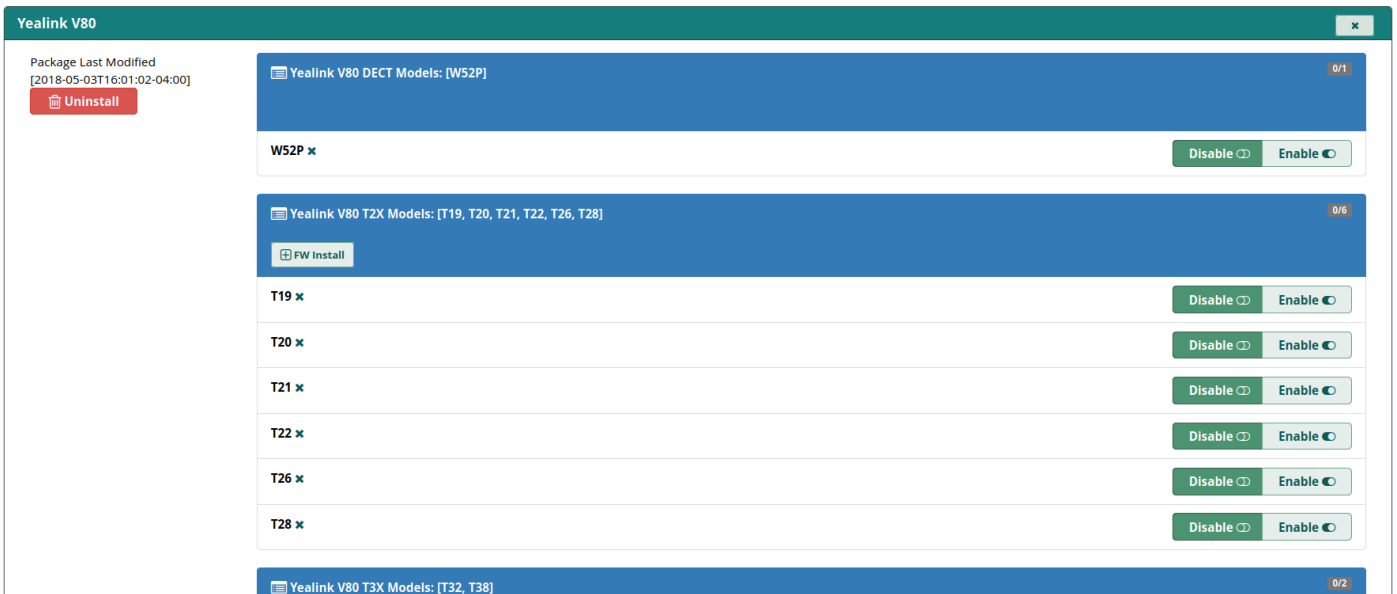 Yealink V80
Package Last Modified
[2018-05-03T16:01:02-04:00]
Uninstall
Yealink V80 DECT Models: [W52P]
0/1
W52P
Disable Enable
Yealink V80 T2X Models: [T19, T20, T21, T22, T26, T28]
0/6
FW Install
T19
Disable Enable
T20
Disable Enable
T21
Disable Enable
T22
Disable Enable
T26
Disable Enable
T28
Disable Enable
Yealink V80 T3X Models: [T32, T38]
0/2